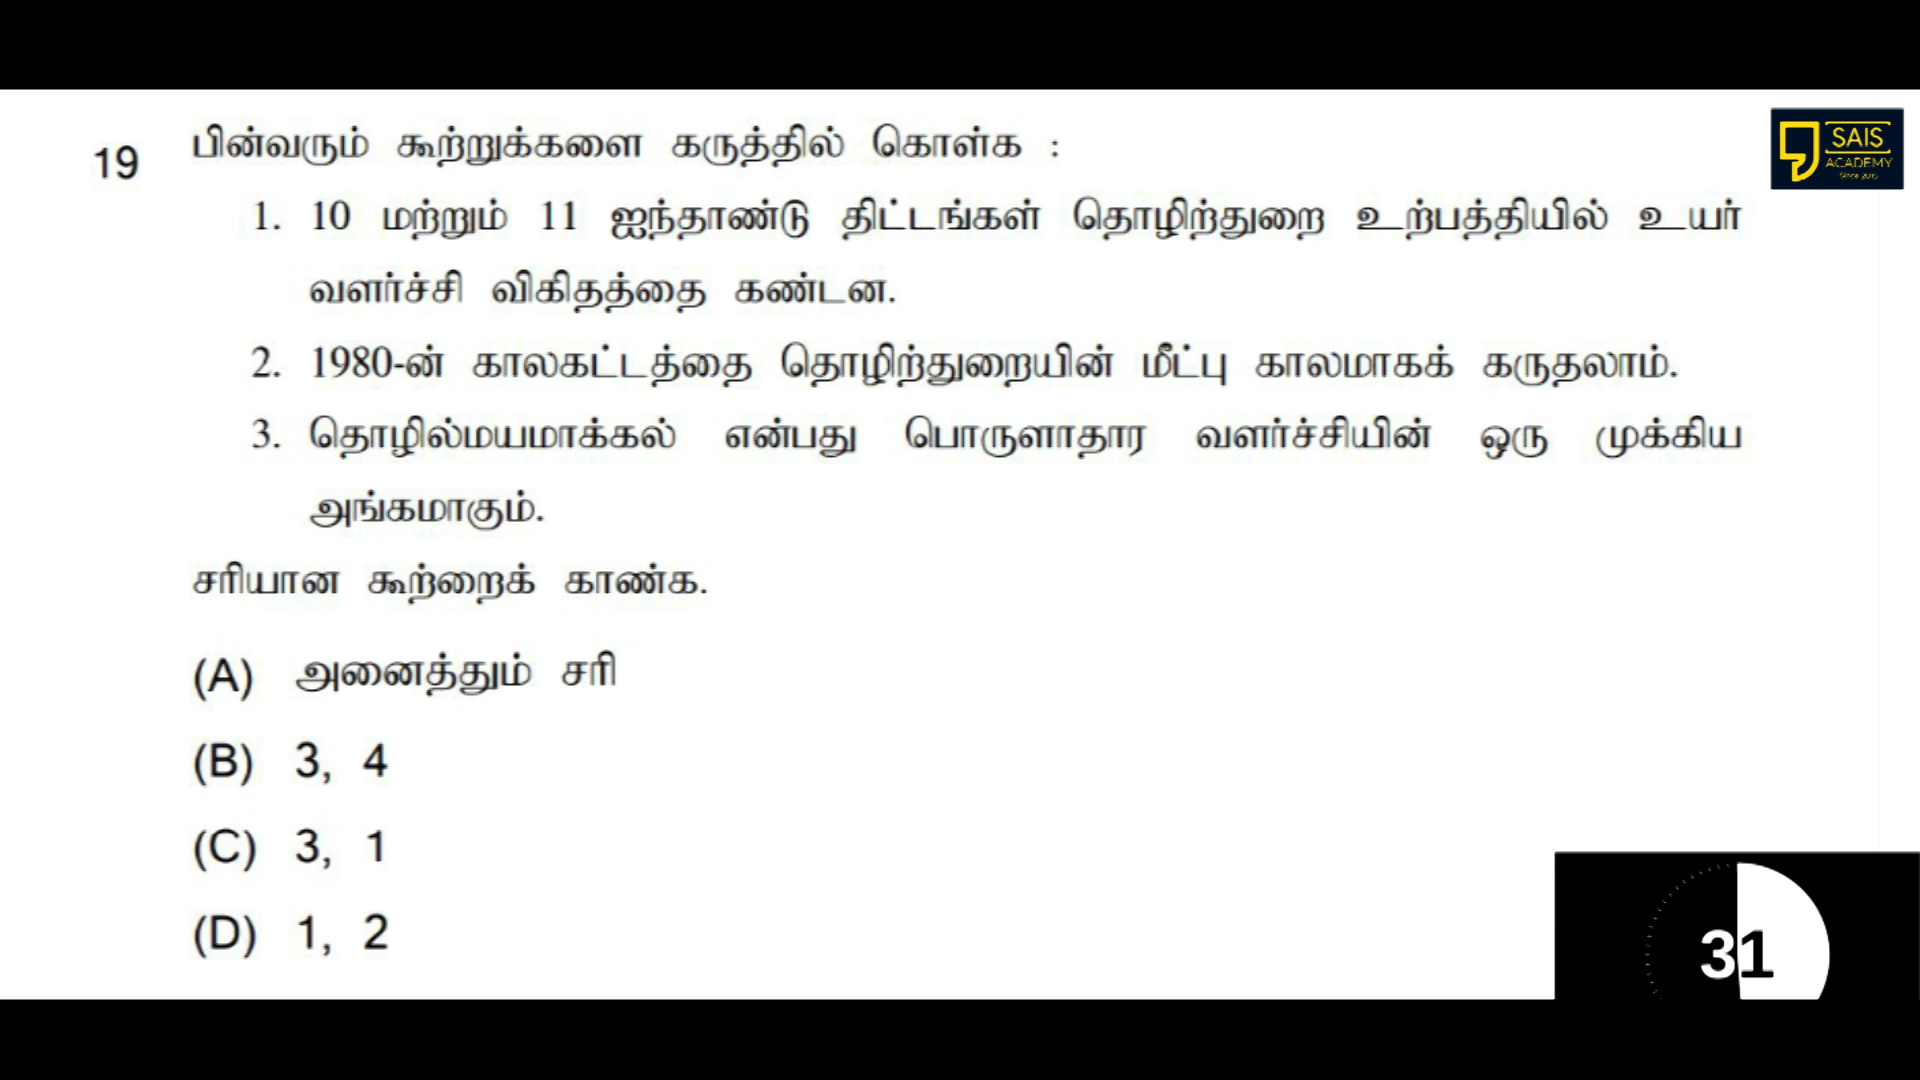 SAIS
ACADEMY
Since 2015
19 பின்வரும் கூற்றுக்களை கருத்தில் கொள்க :
1. 10 மற்றும் 11 ஐந்தாண்டு திட்டங்கள் தொழிற்துறை உற்பத்தியில் உயர்
வளர்ச்சி விகிதத்தை கண்டன.
2. 1980-ன் காலகட்டத்தை தொழிற்துறையின் மீட்பு காலமாகக் கருதலாம்.
3. தொழில்மயமாக்கல் என்பது பொருளாதார வளர்ச்சியின் ஒரு முக்கிய
அங்கமாகும்.
சரியான கூற்றைக் காண்க.
(A) அனைத்தும் சரி
(B) 3, 4
(C) 3, 1
(D) 1, 2
31